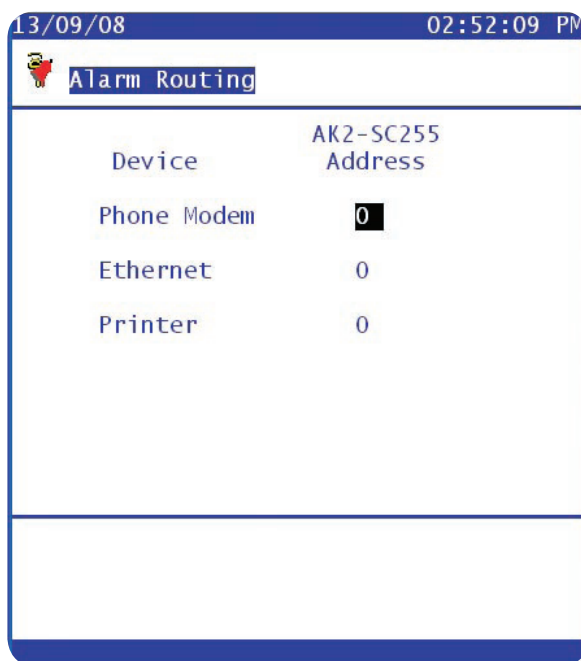 13/09/08 02:52:09 PM
Alarm Routing
AK2-SC255
Device Address
Phone Modem 0
Ethernet 0
Printer 0